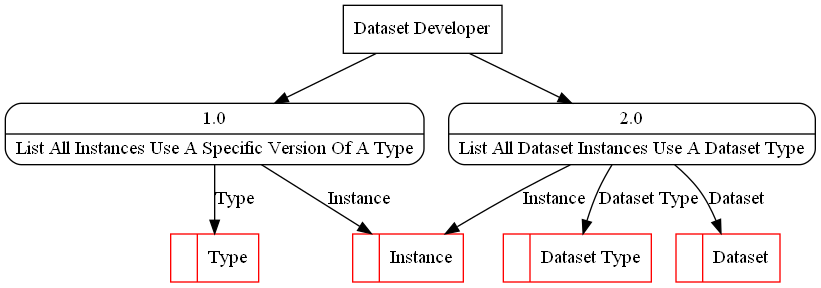 Dataset Developer
1.0
List All Instances Use A Specific Version Of A Type
2.0
List All Dataset Instances Use A Dataset Type
Type
Instance
Instance
Dataset Type
Dataset
Type
Instance
Dataset Type
Dataset